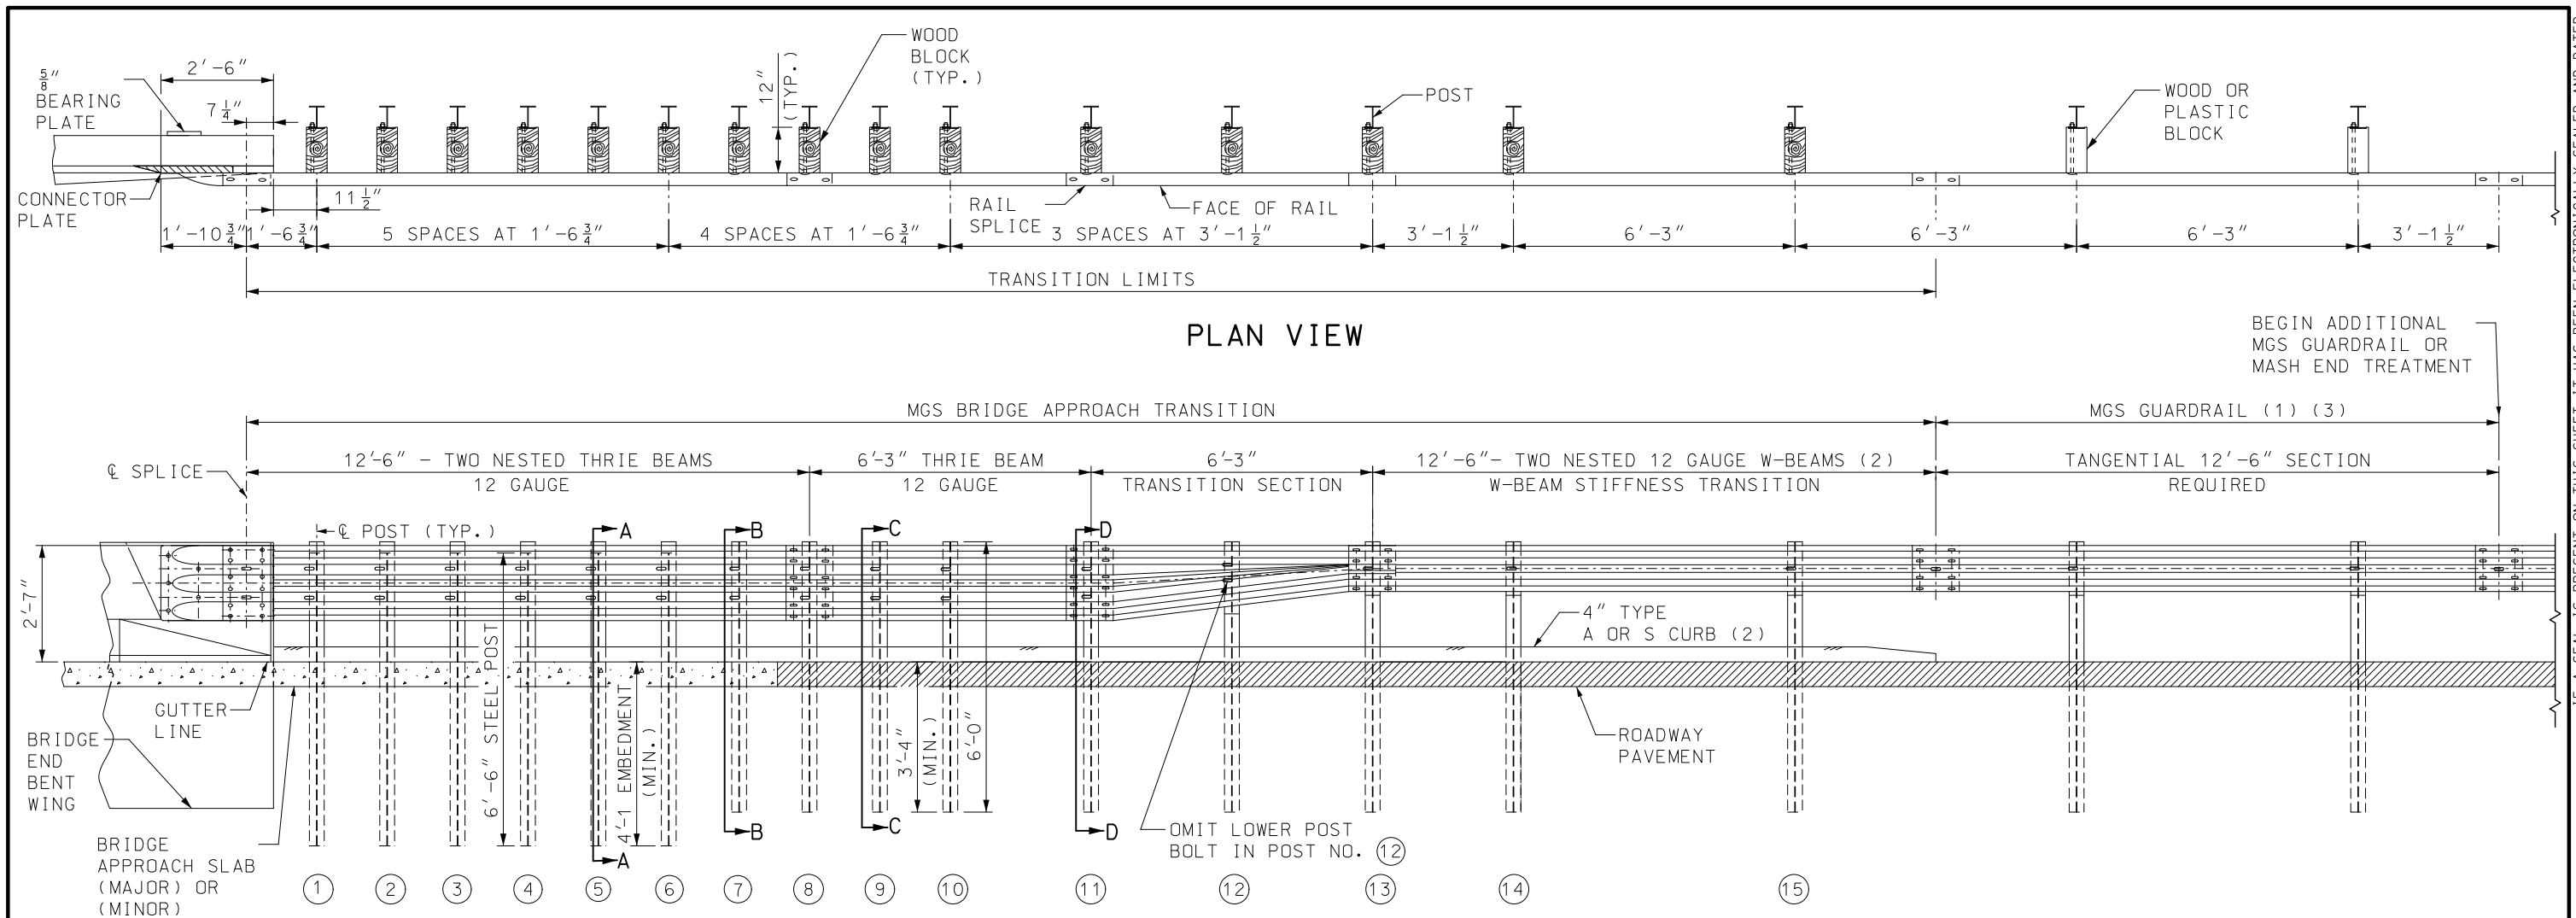 5/8"
BEARING
PLATE
2'-6"
7 1/4"
WOOD
BLOCK
(TYP.)
12"
(TYP.)
POST
WOOD OR
PLASTIC
BLOCK
CONNECTOR
PLATE
11 1/2"
RAIL
SPLICE
FACE OF RAIL
1'-10 3/4"
1'-6 3/4"
5 SPACES AT 1'-6 3/4"
4 SPACES AT 1'-6 3/4"
3 SPACES AT 3'-1 1/2"
3'-1 1/2"
6'-3"
6'-3"
6'-3"
3'-1 1/2"
TRANSITION LIMITS
PLAN VIEW
BEGIN ADDITIONAL
MGS GUARDRAIL OR
MASH END TREATMENT
MGS BRIDGE APPROACH TRANSITION
MGS GUARDRAIL (1) (3)
℄ SPLICE
12'-6" - TWO NESTED THRIE BEAMS
12 GAUGE
6'-3" THRIE BEAM
12 GAUGE
6'-3"
TRANSITION SECTION
12'-6"- TWO NESTED 12 GAUGE W-BEAMS (2)
W-BEAM STIFFNESS TRANSITION
TANGENTIAL 12'-6" SECTION
REQUIRED
℄ POST (TYP.)
A
B
C
D
2'-7"
4" TYPE
A OR S CURB (2)
GUTTER
LINE
6'-6" STEEL POST
4'-1 EMBEDMENT
(MIN.)
3'-4"
(MIN.)
6'-0"
ROADWAY
PAVEMENT
BRIDGE
END
BENT
WING
B
C
D
A
OMIT LOWER POST
BOLT IN POST NO. 12
BRIDGE
APPROACH SLAB
(MAJOR) OR
(MINOR)
1
2
3
4
5
6
7
8
9
10
11
12
13
14
15